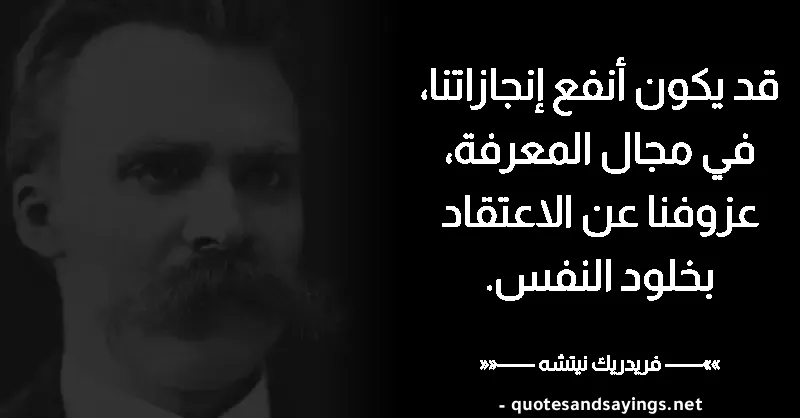 قد يكون أنفع إنجازاتنا،
في مجال المعرفة،
عزوفنا عن الاعتقاد
بخلود النفس.
»»—— فريدريك نيتشه ——««
- quotesandsayings.net